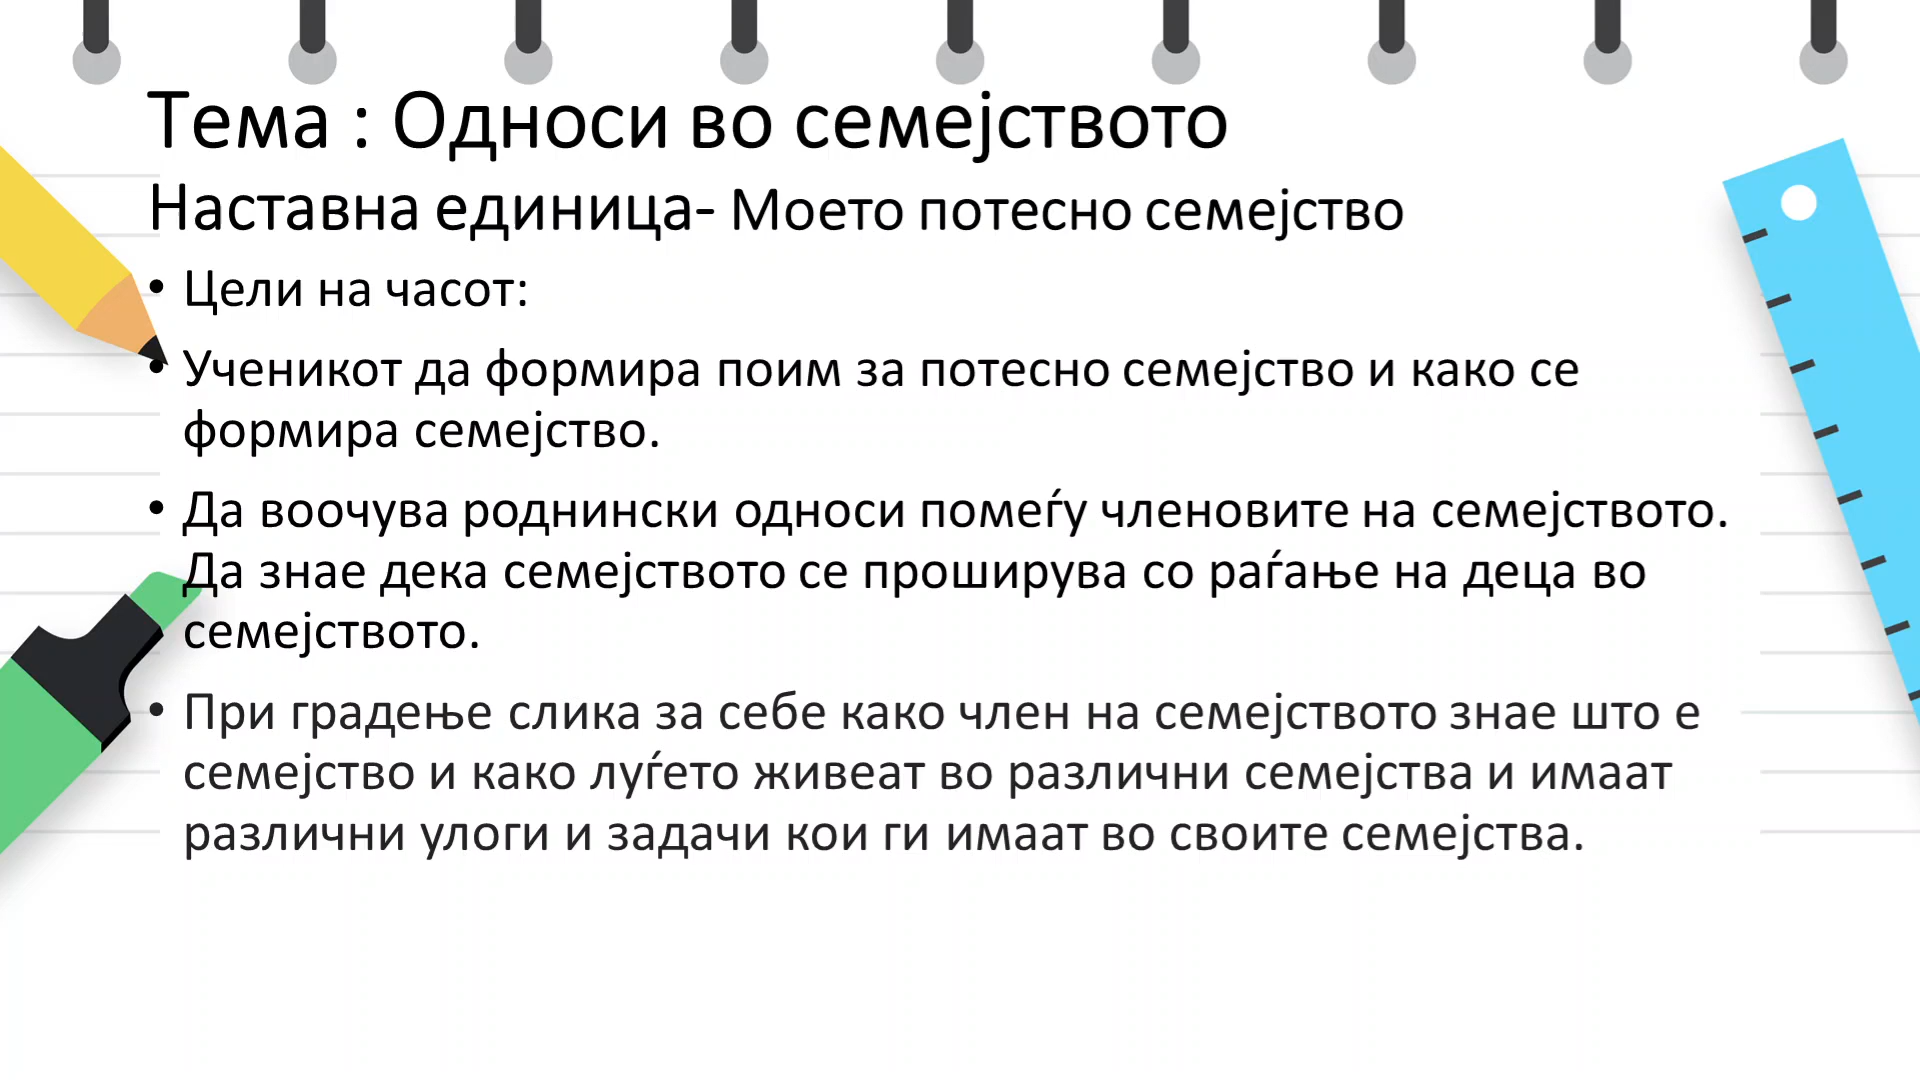 Тема : Односи во семејството
Наставна единица- Моето потесно семејство
• Цели на часот:
• Ученикот да формира поим за потесно семејство и како се
формира семејство.
• Да воочува роднински односи помеѓу членовите на семејството.
Да знае дека семејството се проширува со раѓање на деца во
семејството.
• При градење слика за себе како член на семејството знае што е
семејство и како луѓето живеат во различни семејства и имаат
различни улоги и задачи кои ги имаат во своите семејства.